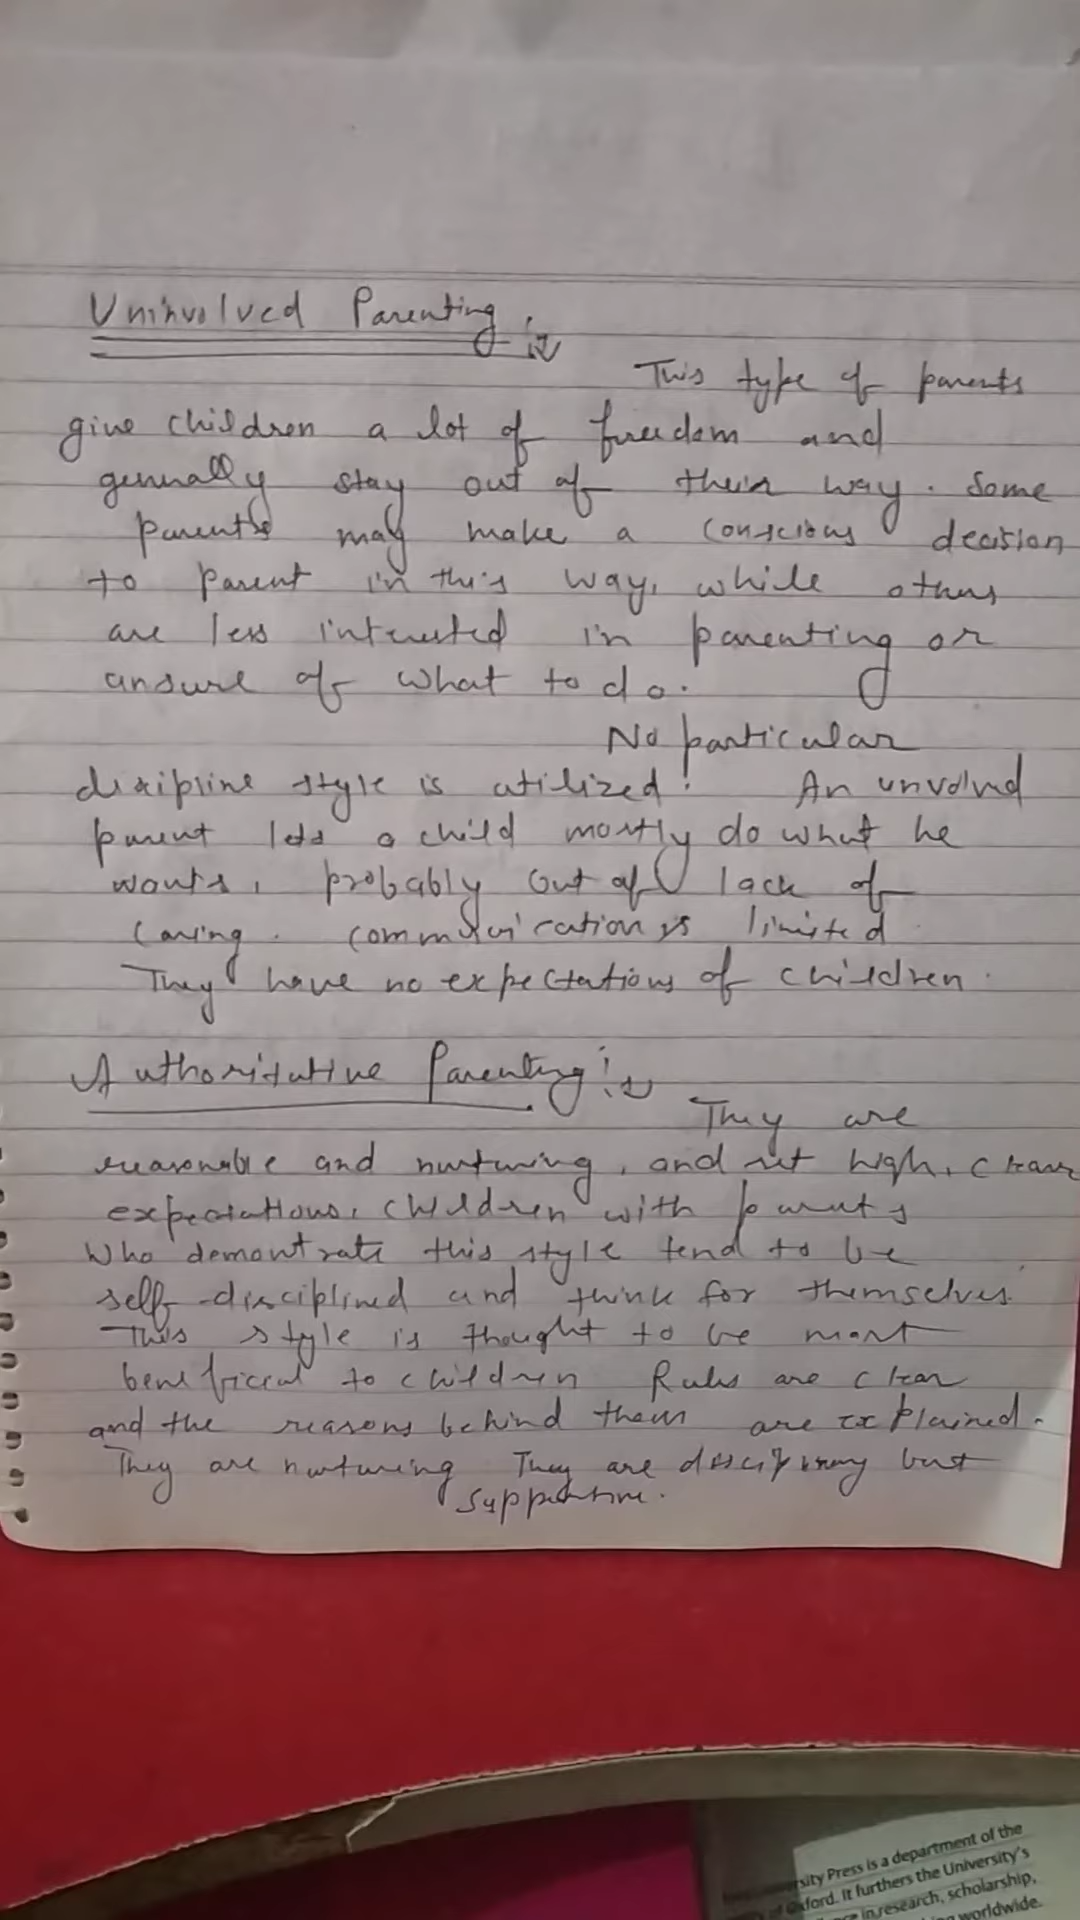 Uninvolved Parenting :
This type of parents
give children a lot of freedom and
generally stay out of their way. Some
parents may make a conscious decision
to parent in this way, while others
are less interested in parenting or
ansure of what to do.
No particular
discipline style is utilized. An unvolved
parent lets a child mostly do what he
wants, probably out of lack of
caring. communication is limited
They have no expectations of children.
Authoritative Parenting :
They are
reasonable and nurturing, and set high, clear
expectations. Children with parents
who demontrate this style tend to be
self-disciplined and think for themselves.
This style is thought to be most
beneficial to children Rules are clear
and the reasons behind them are explained.
They are nurturing They are but
supportive.
sity Press is a department of the
Oxford. It furthers the University's
in research, scholarship,
worldwide.